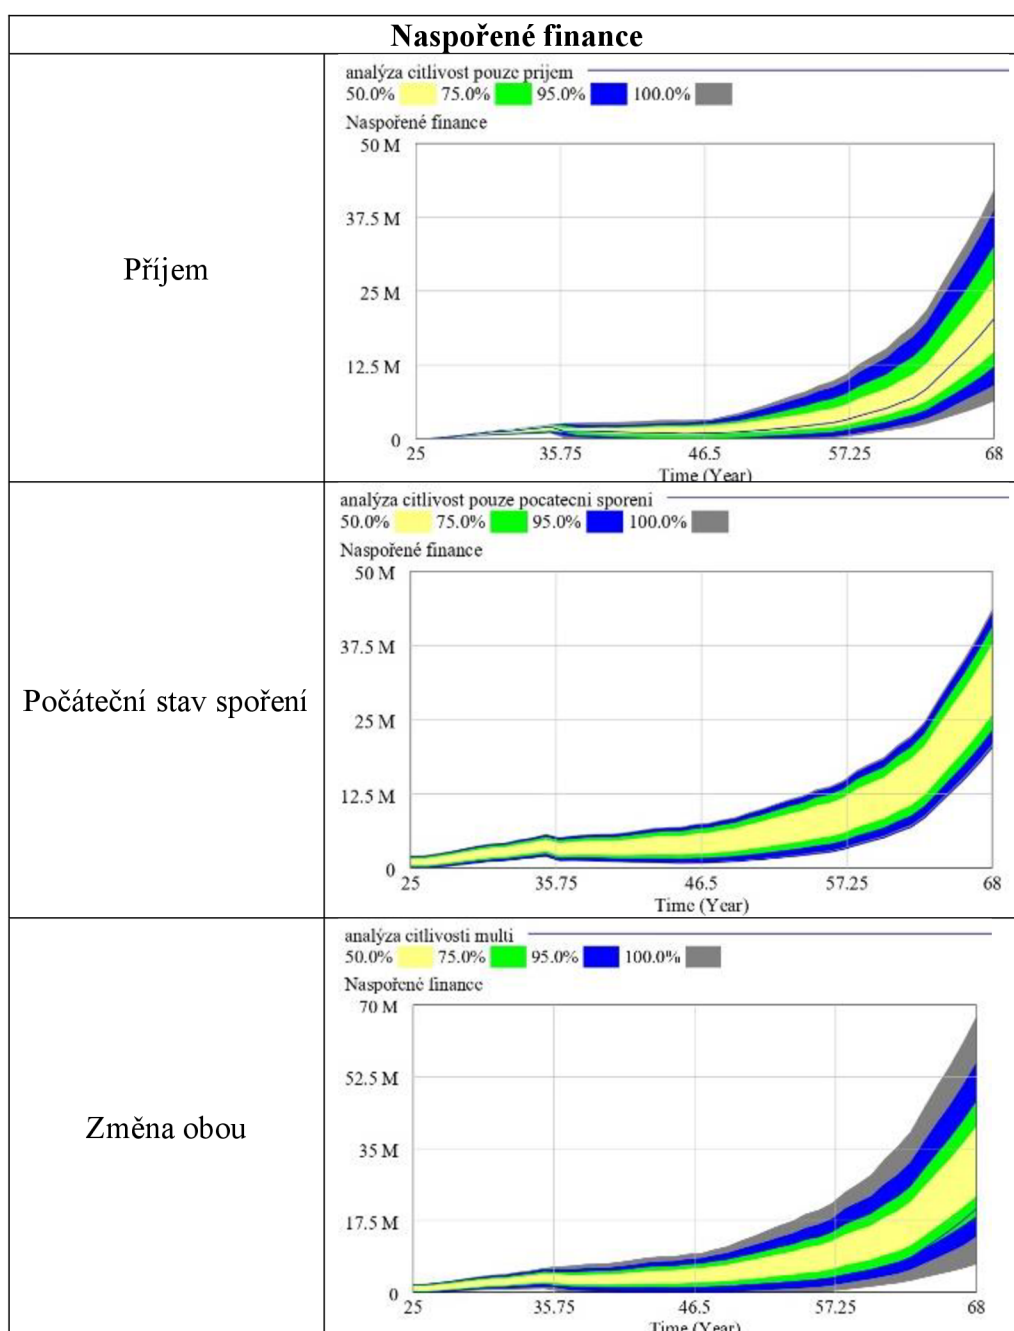 Naspořené finance
Příjem
analýza citlivost pouze prijem
50.0% 75.0% 95.0% 100.0%
Naspořené finance
50 M
37.5 M
25 M
12.5 M
0
25 35.75 46.5 57.25 68
Time (Year)
Počáteční stav spoření
analýza citlivost pouze pocatecni sporeni
50.0% 75.0% 95.0% 100.0%
Naspořené finance
50 M
37.5 M
25 M
12.5 M
0
25 35.75 46.5 57.25 68
Time (Year)
Změna obou
analýza citlivosti multi
50.0% 75.0% 95.0% 100.0%
Naspořené finance
70 M
52.5 M
35 M
17.5 M
0
25 35.75 46.5 57.25 68
Time (Year)